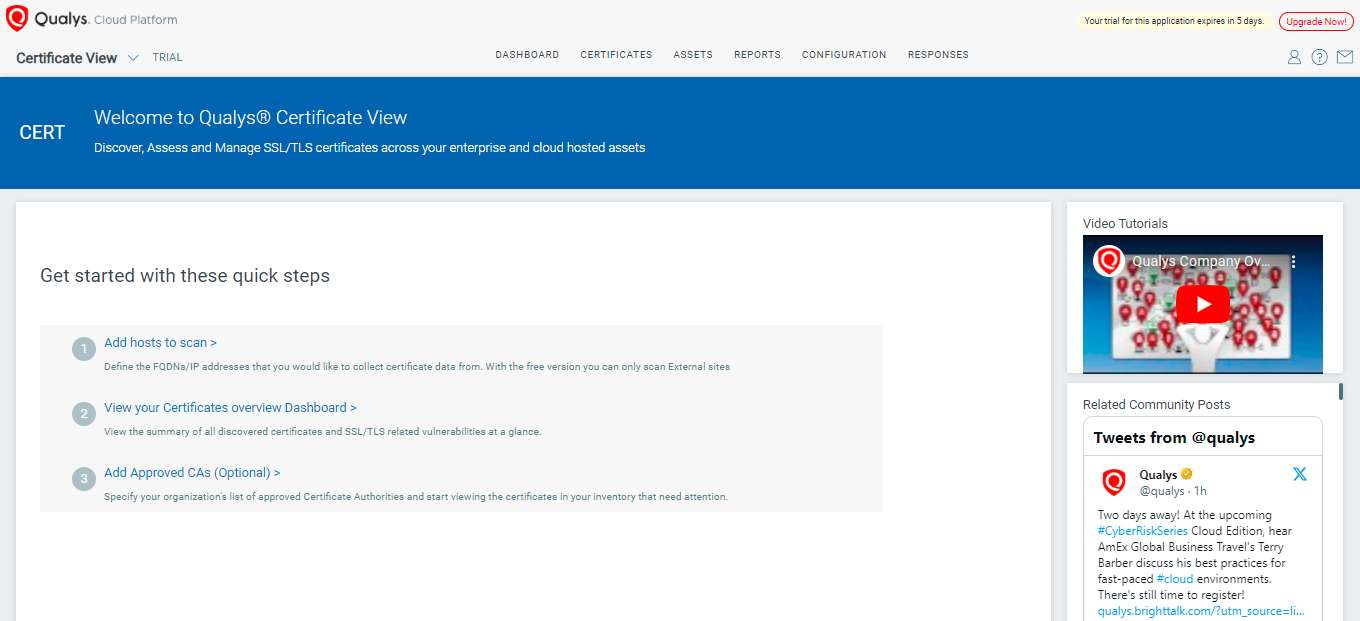 Qualys. Cloud Platform
Your trial for this application expires in 5 days.
Upgrade Now!
Certificate View
TRIAL
DASHBOARD
CERTIFICATES
ASSETS
REPORTS
CONFIGURATION
RESPONSES
?
CERT
Welcome to Qualys® Certificate View
Discover, Assess and Manage SSL/TLS certificates across your enterprise and cloud hosted assets
Get started with these quick steps
1
Add hosts to scan >
Define the FQDNs/IP addresses that you would like to collect certificate data from. With the free version you can only scan External sites
2
View your Certificates overview Dashboard >
View the summary of all discovered certificates and SSL/TLS related vulnerabilities at a glance.
3
Add Approved CAs (Optional) >
Specify your organization's list of approved Certificate Authorities and start viewing the certificates in your inventory that need attention.
Video Tutorials
Qualys Company Ov...
Related Community Posts
Tweets from @qualys
Qualys
@qualys · 1h
Two days away! At the upcoming
#CyberRiskSeries Cloud Edition, hear
AmEx Global Business Travel's Terry
Barber discuss his best practices for
fast-paced #cloud environments.
There's still time to register!
qualys.brighttalk.com/?utm_source=li...